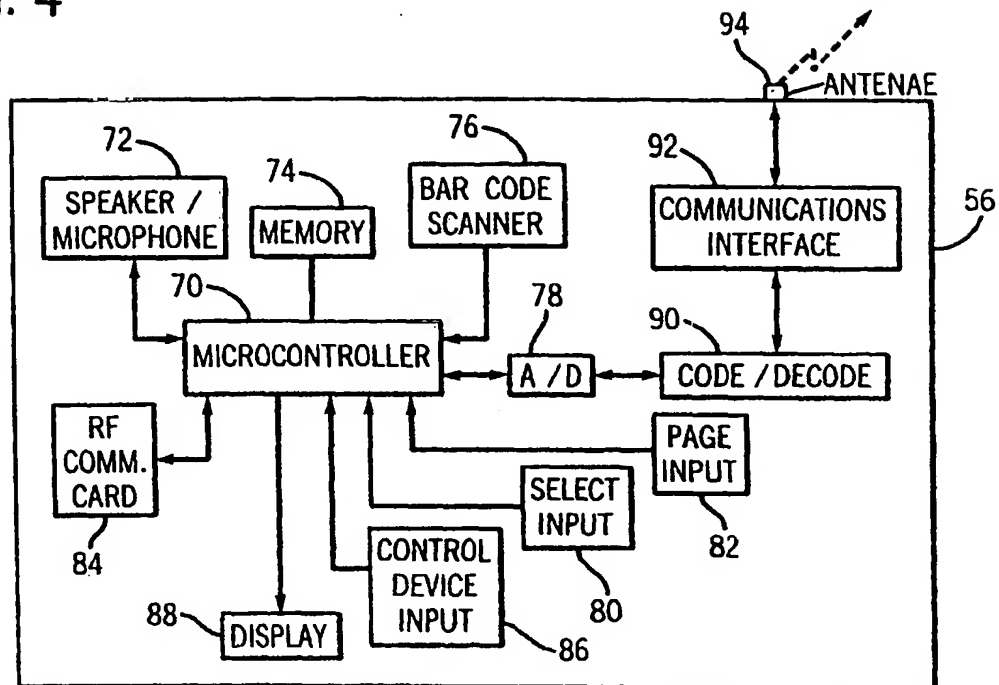 . 4
94
ANTENAE
72
74
76
92
56
SPEAKER /
MICROPHONE
MEMORY
BAR CODE
SCANNER
COMMUNICATIONS
INTERFACE
70
78
90
MICROCONTROLLER
A / D
CODE / DECODE
RF
COMM.
CARD
84
PAGE
INPUT
82
SELECT
INPUT
80
CONTROL
DEVICE
INPUT
86
88
DISPLAY